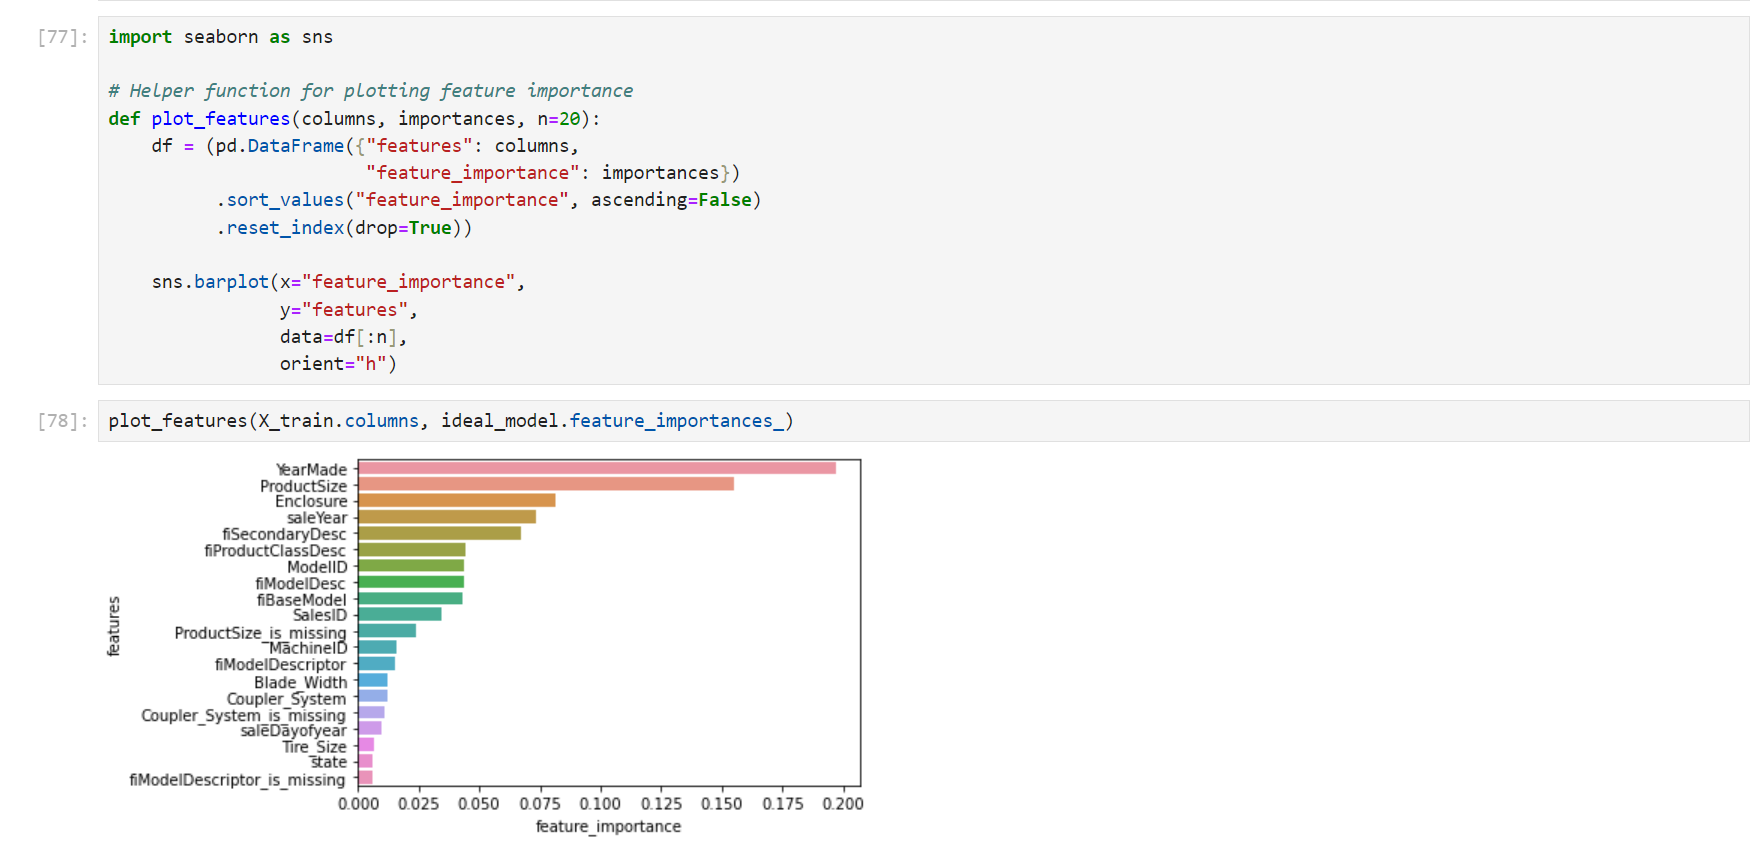 [77]:
import seaborn as sns
# Helper function for plotting feature importance
def plot_features(columns, importances, n=20):
    df = (pd.DataFrame({"features": columns,
                        "feature_importance": importances})
          .sort_values("feature_importance", ascending=False)
          .reset_index(drop=True))
    sns.barplot(x="feature_importance",
                y="features",
                data=df[:n],
                orient="h")
[78]:
plot_features(X_train.columns, ideal_model.feature_importances_)
YearMade
ProductSize
Enclosure
saleYear
fiSecondaryDesc
fiProductClassDesc
ModelID
fiModelDesc
fiBaseModel
SalesID
ProductSize_is_missing
MachineID
fiModelDescriptor
Blade_Width
Coupler_System
Coupler_System_is_missing
saleDayofyear
Tire_Size
state
fiModelDescriptor_is_missing
features
0.000 0.025 0.050 0.075 0.100 0.125 0.150 0.175 0.200
feature_importance